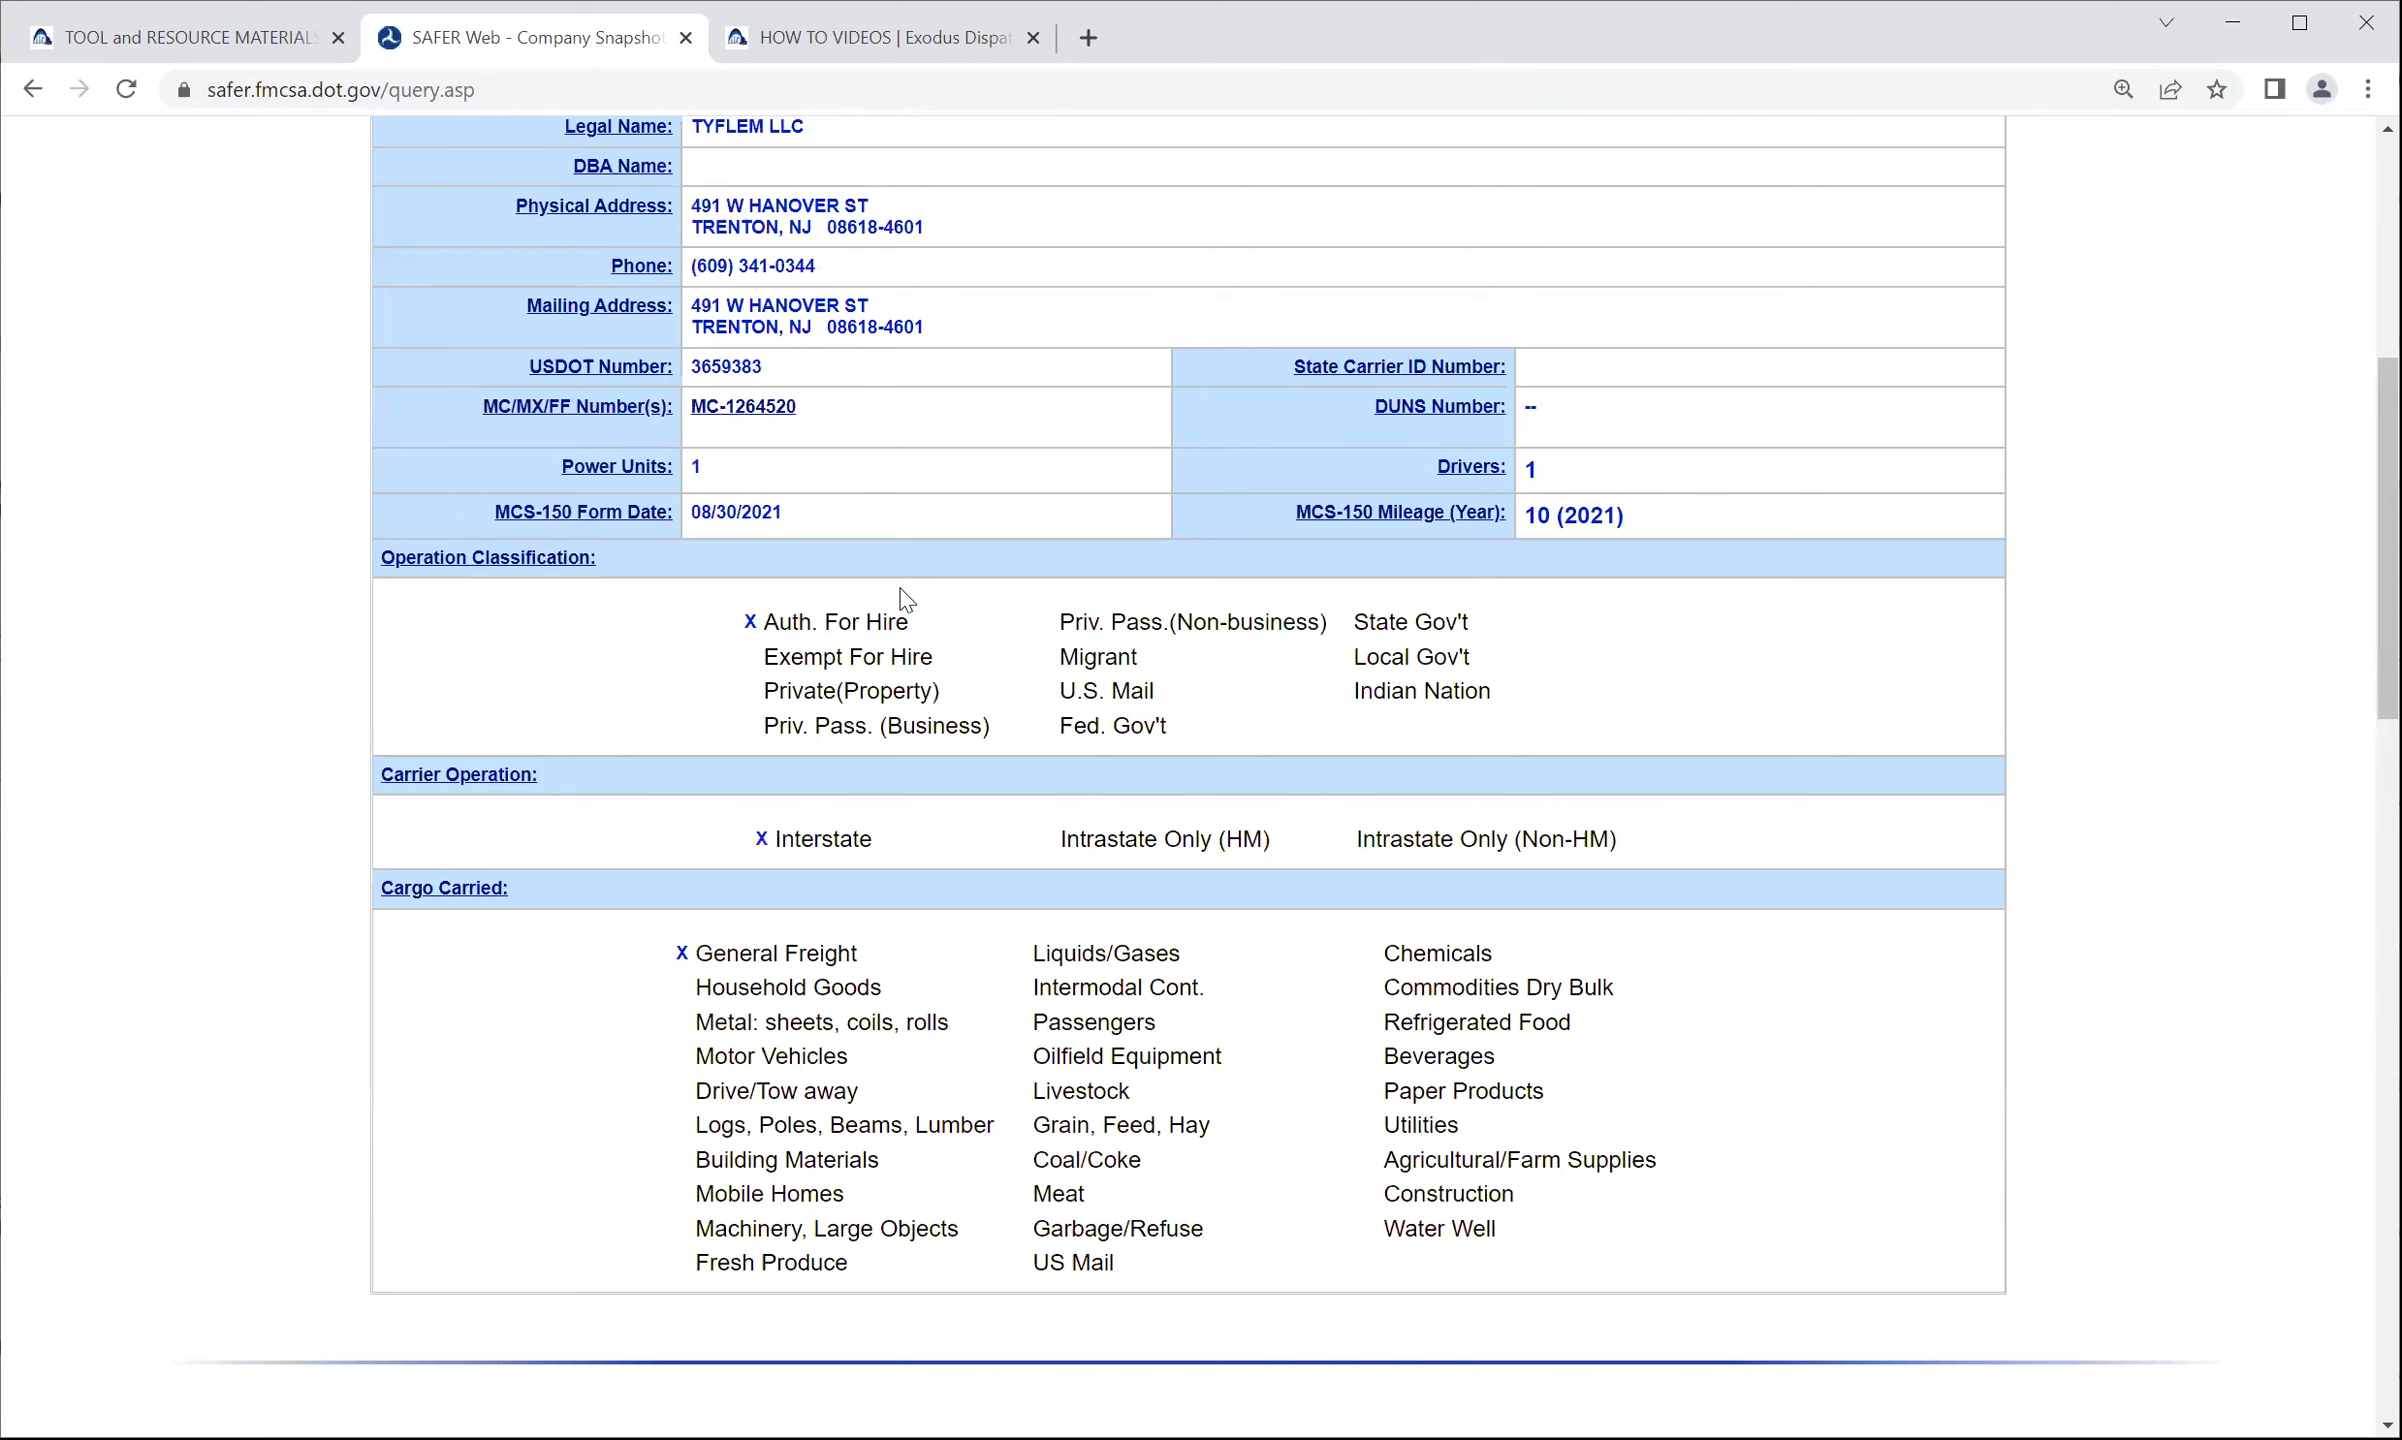 TOOL and RESOURCE MATERIALS
SAFER Web - Company Snapshot
HOW TO VIDEOS | Exodus Dispat
safer.fmcsa.dot.gov/query.asp
Legal Name: TYFLEM LLC
DBA Name:
Physical Address: 491 W HANOVER ST
TRENTON, NJ 08618-4601
Phone: (609) 341-0344
Mailing Address: 491 W HANOVER ST
TRENTON, NJ 08618-4601
USDOT Number: 3659383 State Carrier ID Number:
MC/MX/FF Number(s): MC-1264520 DUNS Number: --
Power Units: 1 Drivers: 1
MCS-150 Form Date: 08/30/2021 MCS-150 Mileage (Year): 10 (2021)
Operation Classification:
X Auth. For Hire Priv. Pass.(Non-business) State Gov't
Exempt For Hire Migrant Local Gov't
Private(Property) U.S. Mail Indian Nation
Priv. Pass. (Business) Fed. Gov't
Carrier Operation:
X Interstate Intrastate Only (HM) Intrastate Only (Non-HM)
Cargo Carried:
X General Freight Liquids/Gases Chemicals
Household Goods Intermodal Cont. Commodities Dry Bulk
Metal: sheets, coils, rolls Passengers Refrigerated Food
Motor Vehicles Oilfield Equipment Beverages
Drive/Tow away Livestock Paper Products
Logs, Poles, Beams, Lumber Grain, Feed, Hay Utilities
Building Materials Coal/Coke Agricultural/Farm Supplies
Mobile Homes Meat Construction
Machinery, Large Objects Garbage/Refuse Water Well
Fresh Produce US Mail